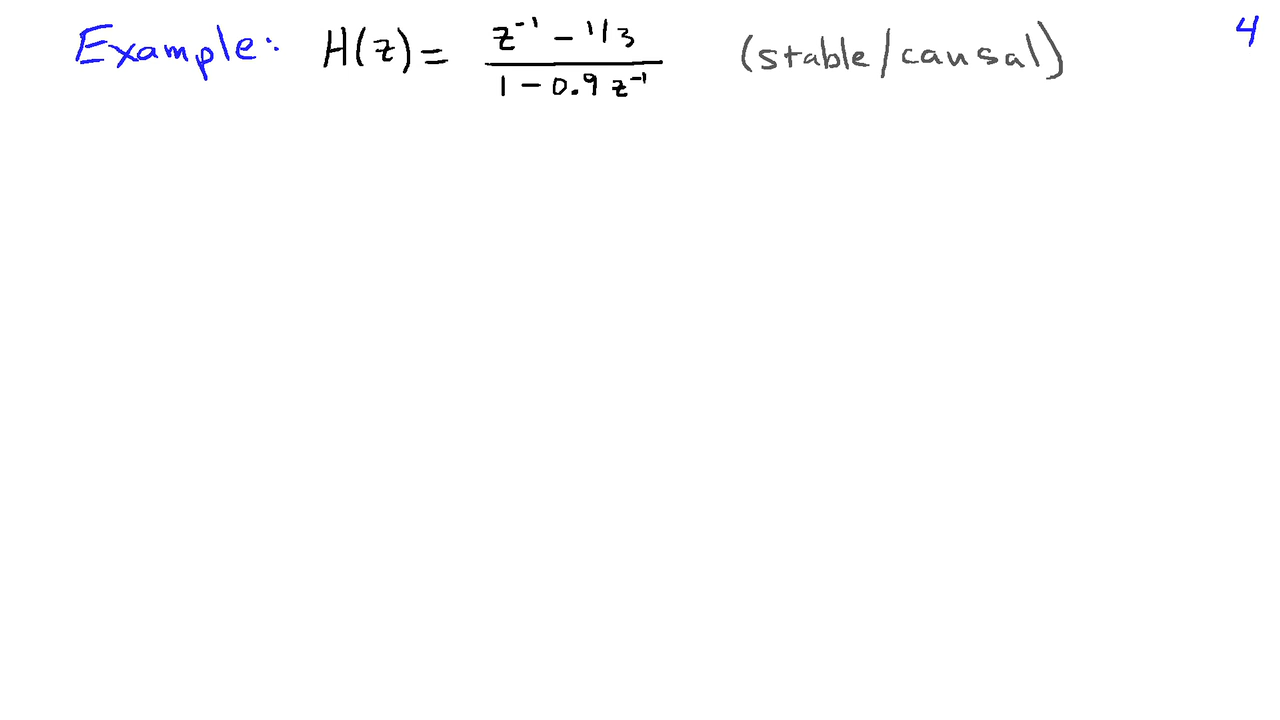 Example: H(z) = (z⁻¹ - 1/3) / (1 - 0.9 z⁻¹) (stable/causal) 4